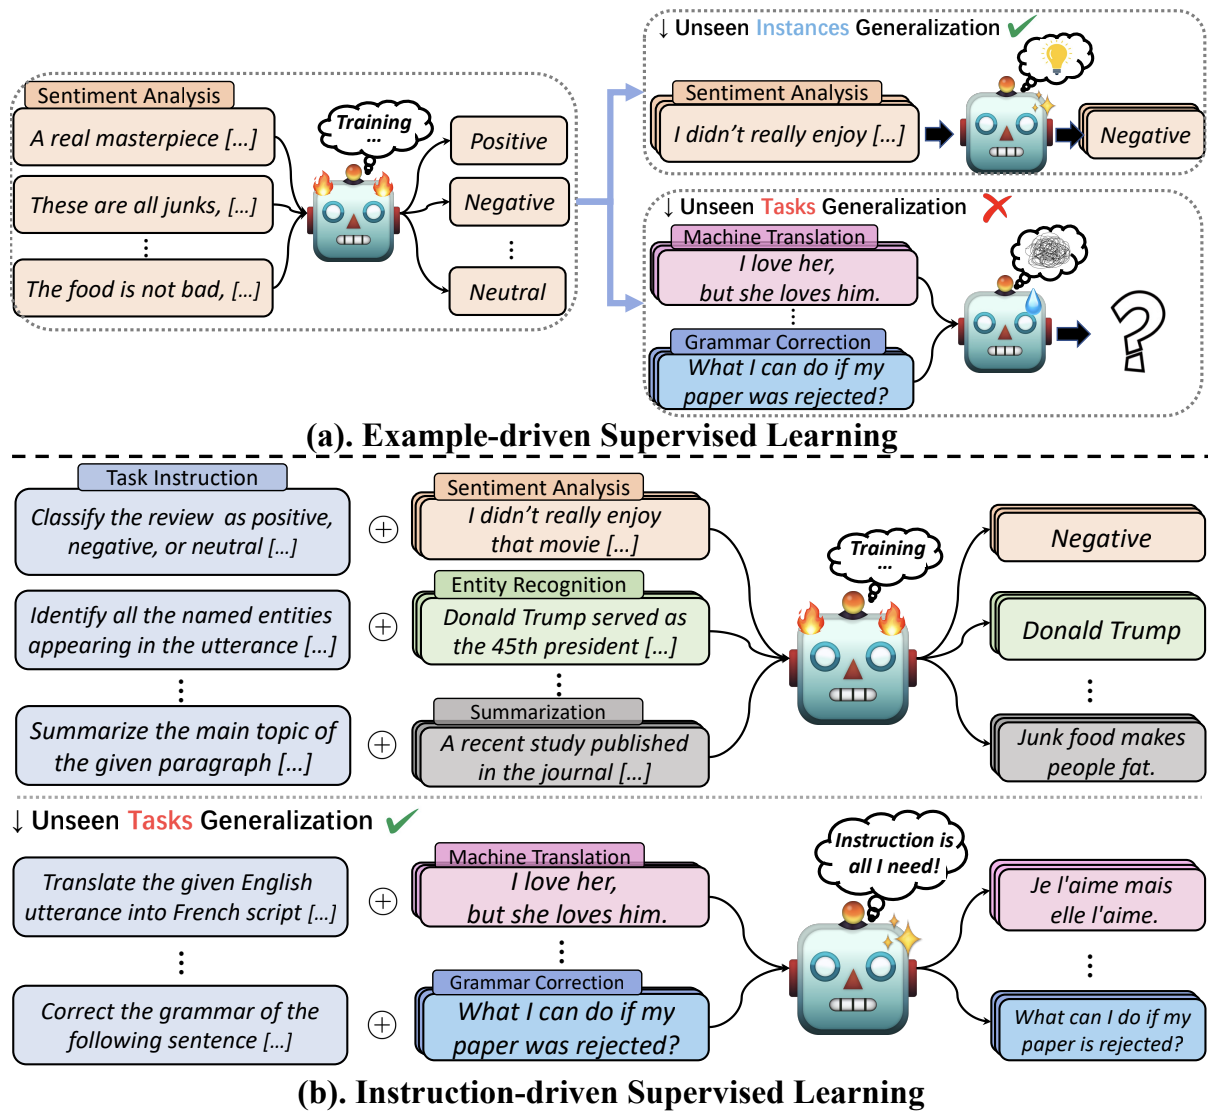 Sentiment Analysis
A real masterpiece [...]
These are all junks, [...]
⋮
The food is not bad, [...]
Training
...
Positive
Negative
⋮
Neutral
↓ Unseen Instances Generalization ✓
Sentiment Analysis
I didn't really enjoy [...]
Negative
↓ Unseen Tasks Generalization ✗
Machine Translation
I love her,
but she loves him.
⋮
Grammar Correction
What I can do if my
paper was rejected?
?
(a). Example-driven Supervised Learning
Task Instruction
Classify the review as positive,
negative, or neutral [...]
⊕
Sentiment Analysis
I didn't really enjoy
that movie [...]
Identify all the named entities
appearing in the utterance [...]
⊕
Entity Recognition
Donald Trump served as
the 45th president [...]
⋮
⋮
Summarize the main topic of
the given paragraph [...]
⊕
Summarization
A recent study published
in the journal [...]
Training
...
Negative
Donald Trump
⋮
Junk food makes
people fat.
↓ Unseen Tasks Generalization ✓
Translate the given English
utterance into French script [...]
⊕
Machine Translation
I love her,
but she loves him.
⋮
⋮
Correct the grammar of the
following sentence [...]
⊕
Grammar Correction
What I can do if my
paper was rejected?
Instruction is
all I need!
Je l'aime mais
elle l'aime.
⋮
What can I do if my
paper is rejected?
(b). Instruction-driven Supervised Learning